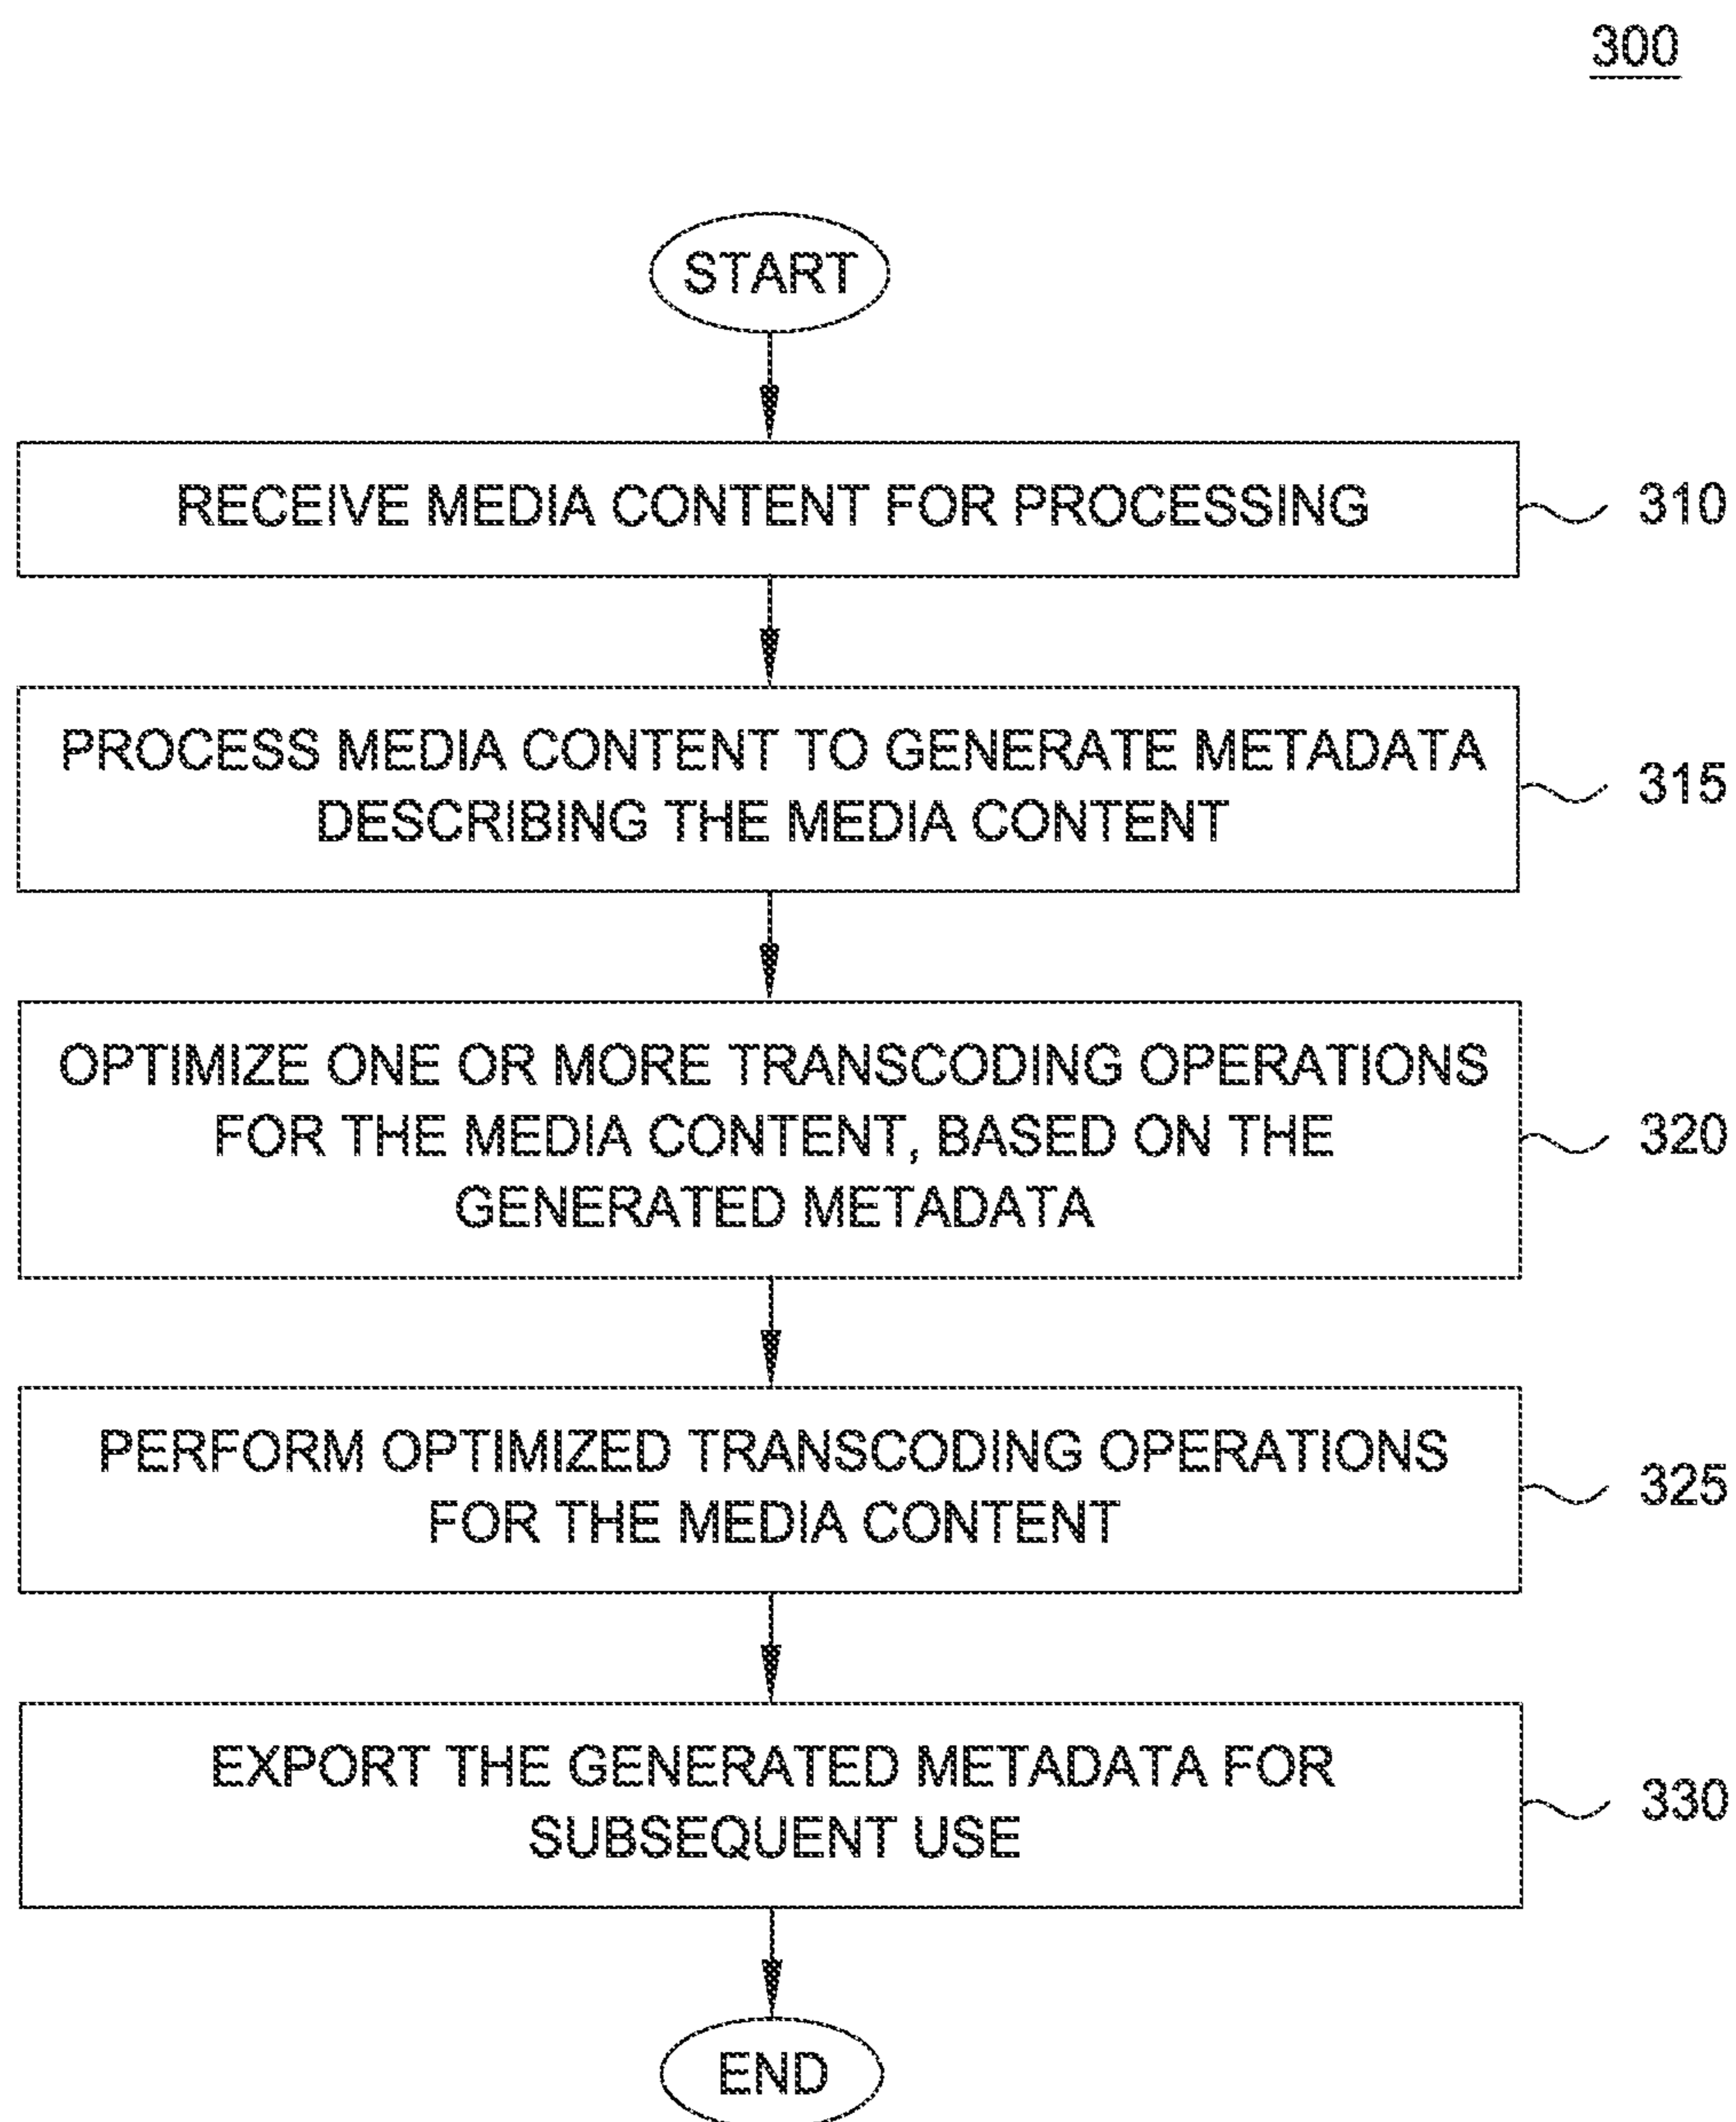 300
START
RECEIVE MEDIA CONTENT FOR PROCESSING
310
PROCESS MEDIA CONTENT TO GENERATE METADATA
DESCRIBING THE MEDIA CONTENT
315
OPTIMIZE ONE OR MORE TRANSCODING OPERATIONS
FOR THE MEDIA CONTENT, BASED ON THE
GENERATED METADATA
320
PERFORM OPTIMIZED TRANSCODING OPERATIONS
FOR THE MEDIA CONTENT
325
EXPORT THE GENERATED METADATA FOR
SUBSEQUENT USE
330
END